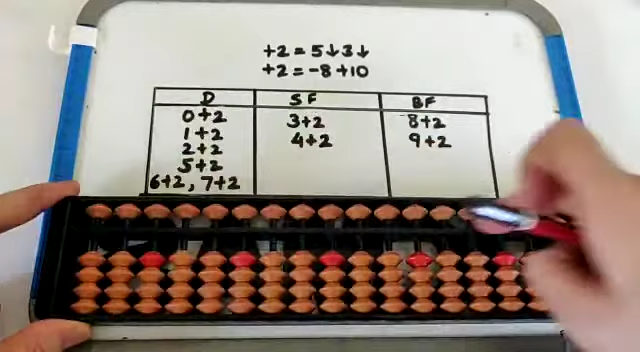 +2 = 5↓3↓
+2 = -8+10
D SF BF
0+2 3+2 8+2
1+2 4+2 9+2
2+2
5+2
6+2, 7+2